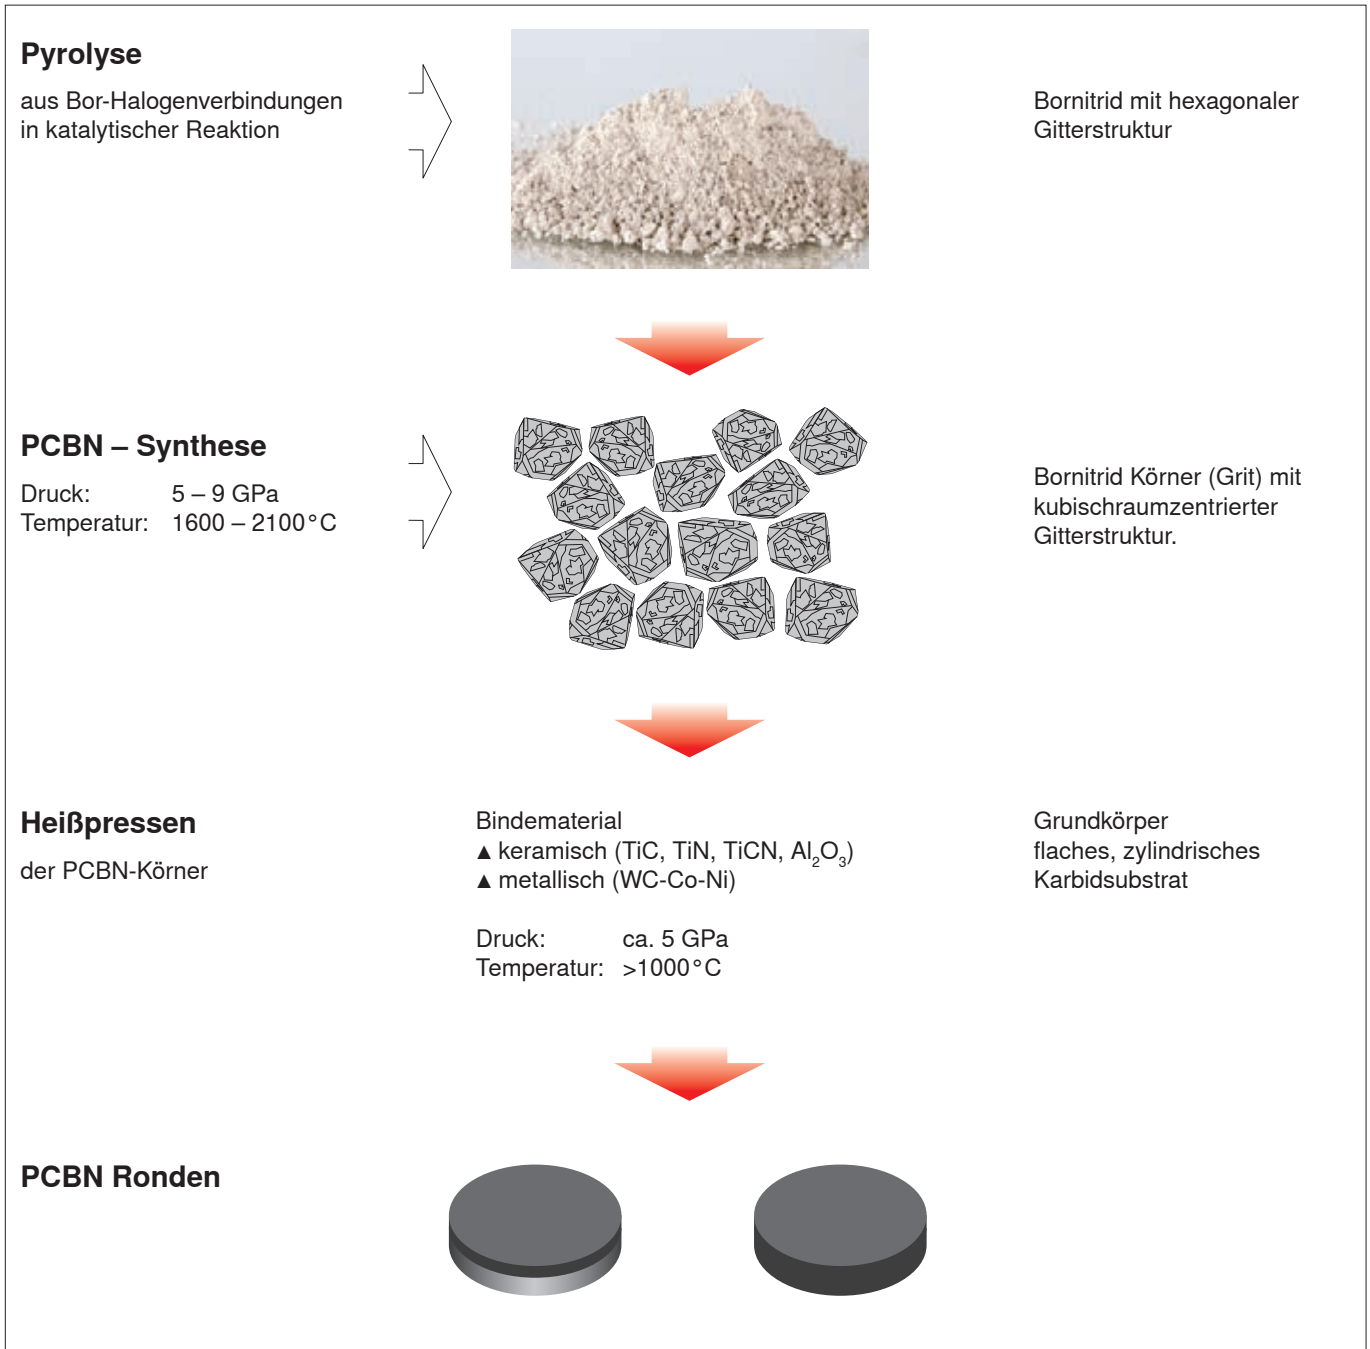 Pyrolyse
aus Bor-Halogenverbindungen
in katalytischer Reaktion
Bornitrid mit hexagonaler
Gitterstruktur
PCBN – Synthese
Druck: 5 – 9 GPa
Temperatur: 1600 – 2100°C
Bornitrid Körner (Grit) mit
kubischraumzentrierter
Gitterstruktur.
Heißpressen
der PCBN-Körner
Bindematerial
▲ keramisch (TiC, TiN, TiCN, Al₂O₃)
▲ metallisch (WC-Co-Ni)
Druck: ca. 5 GPa
Temperatur: >1000°C
Grundkörper
flaches, zylindrisches
Karbidsubstrat
PCBN Ronden